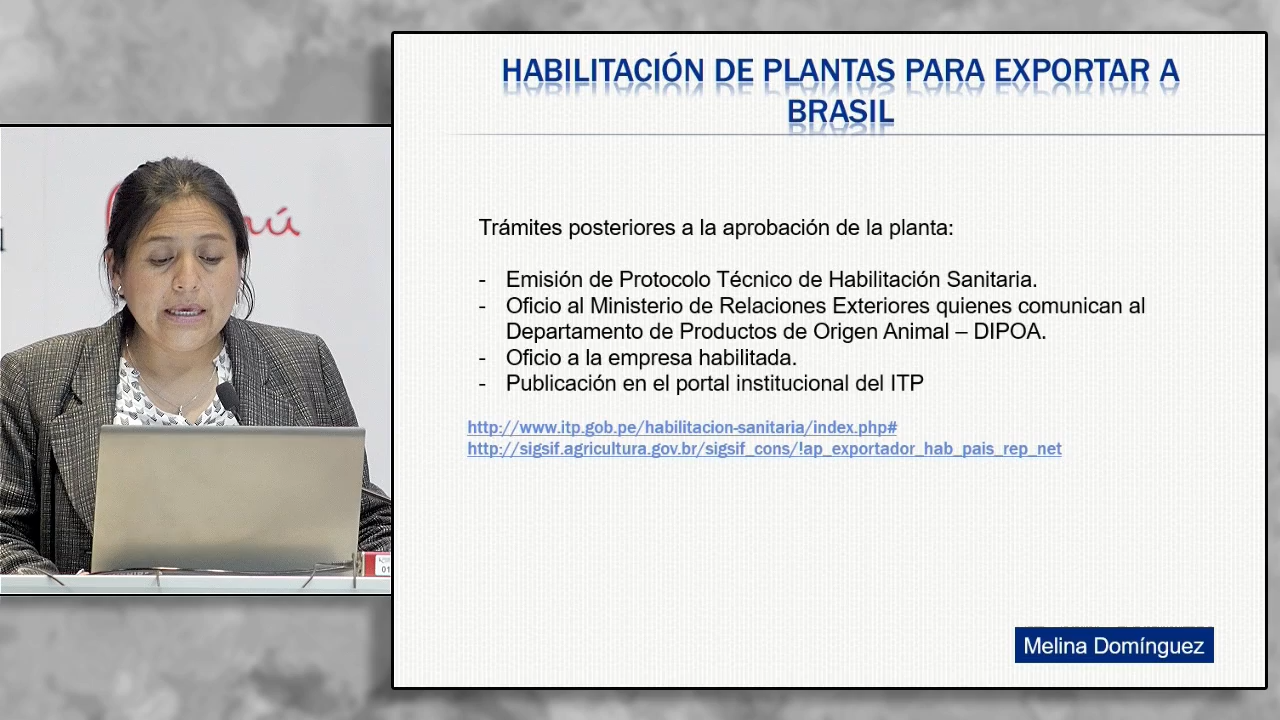 HABILITACIÓN DE PLANTAS PARA EXPORTAR A
BRASIL
Trámites posteriores a la aprobación de la planta:
- Emisión de Protocolo Técnico de Habilitación Sanitaria.
- Oficio al Ministerio de Relaciones Exteriores quienes comunican al
Departamento de Productos de Origen Animal – DIPOA.
- Oficio a la empresa habilitada.
- Publicación en el portal institucional del ITP
http://www.itp.gob.pe/habilitacion-sanitaria/index.php#
http://sigsif.agricultura.gov.br/sigsif_cons/!ap_exportador_hab_pais_rep_net
Melina Domínguez